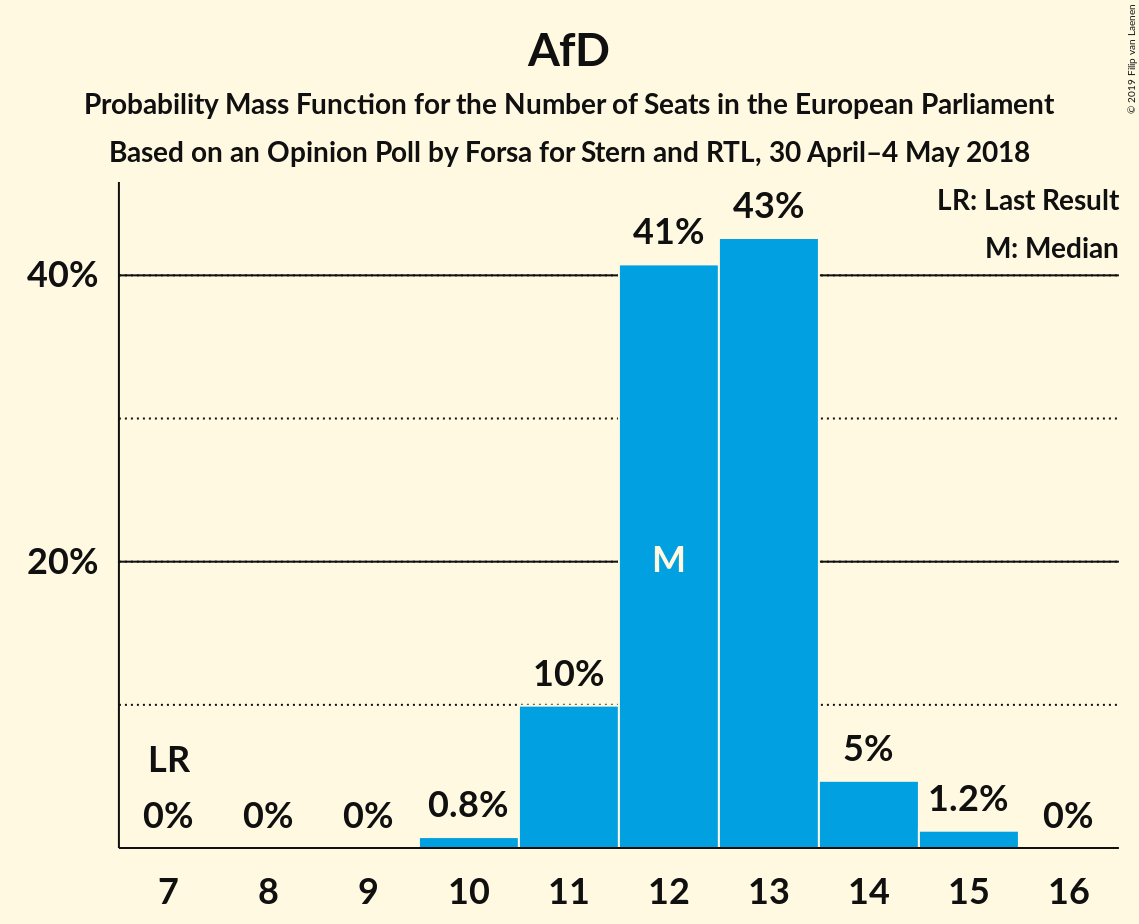 AfD
Probability Mass Function for the Number of Seats in the European Parliament
Based on an Opinion Poll by Forsa for Stern and RTL, 30 April–4 May 2018
© 2019 Filip van Laenen
LR: Last Result
M: Median
40%
20%
LR
0%
0%
0%
0.8%
10%
41%
M
43%
5%
1.2%
0%
7 8 9 10 11 12 13 14 15 16